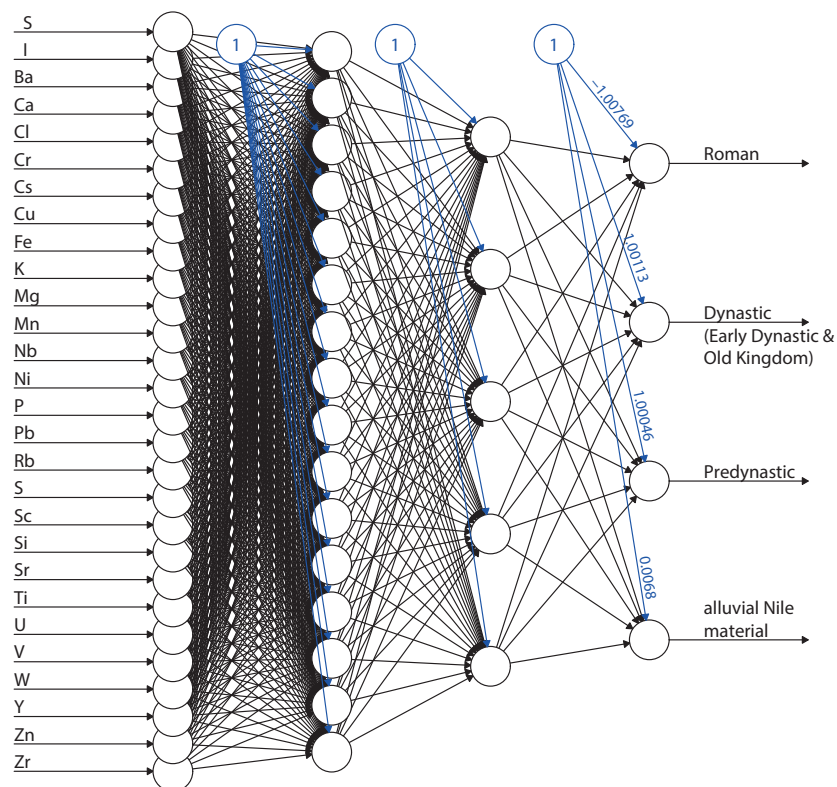 S
I
Ba
Ca
Cl
Cr
Cs
Cu
Fe
K
Mg
Mn
Nb
Ni
P
Pb
Rb
S
Sc
Si
Sr
Ti
U
V
W
Y
Zn
Zr
1
1
1
−1.00769
1.00113
1.00046
0.0068
Roman
Dynastic
(Early Dynastic &
Old Kingdom)
Predynastic
alluvial Nile
material